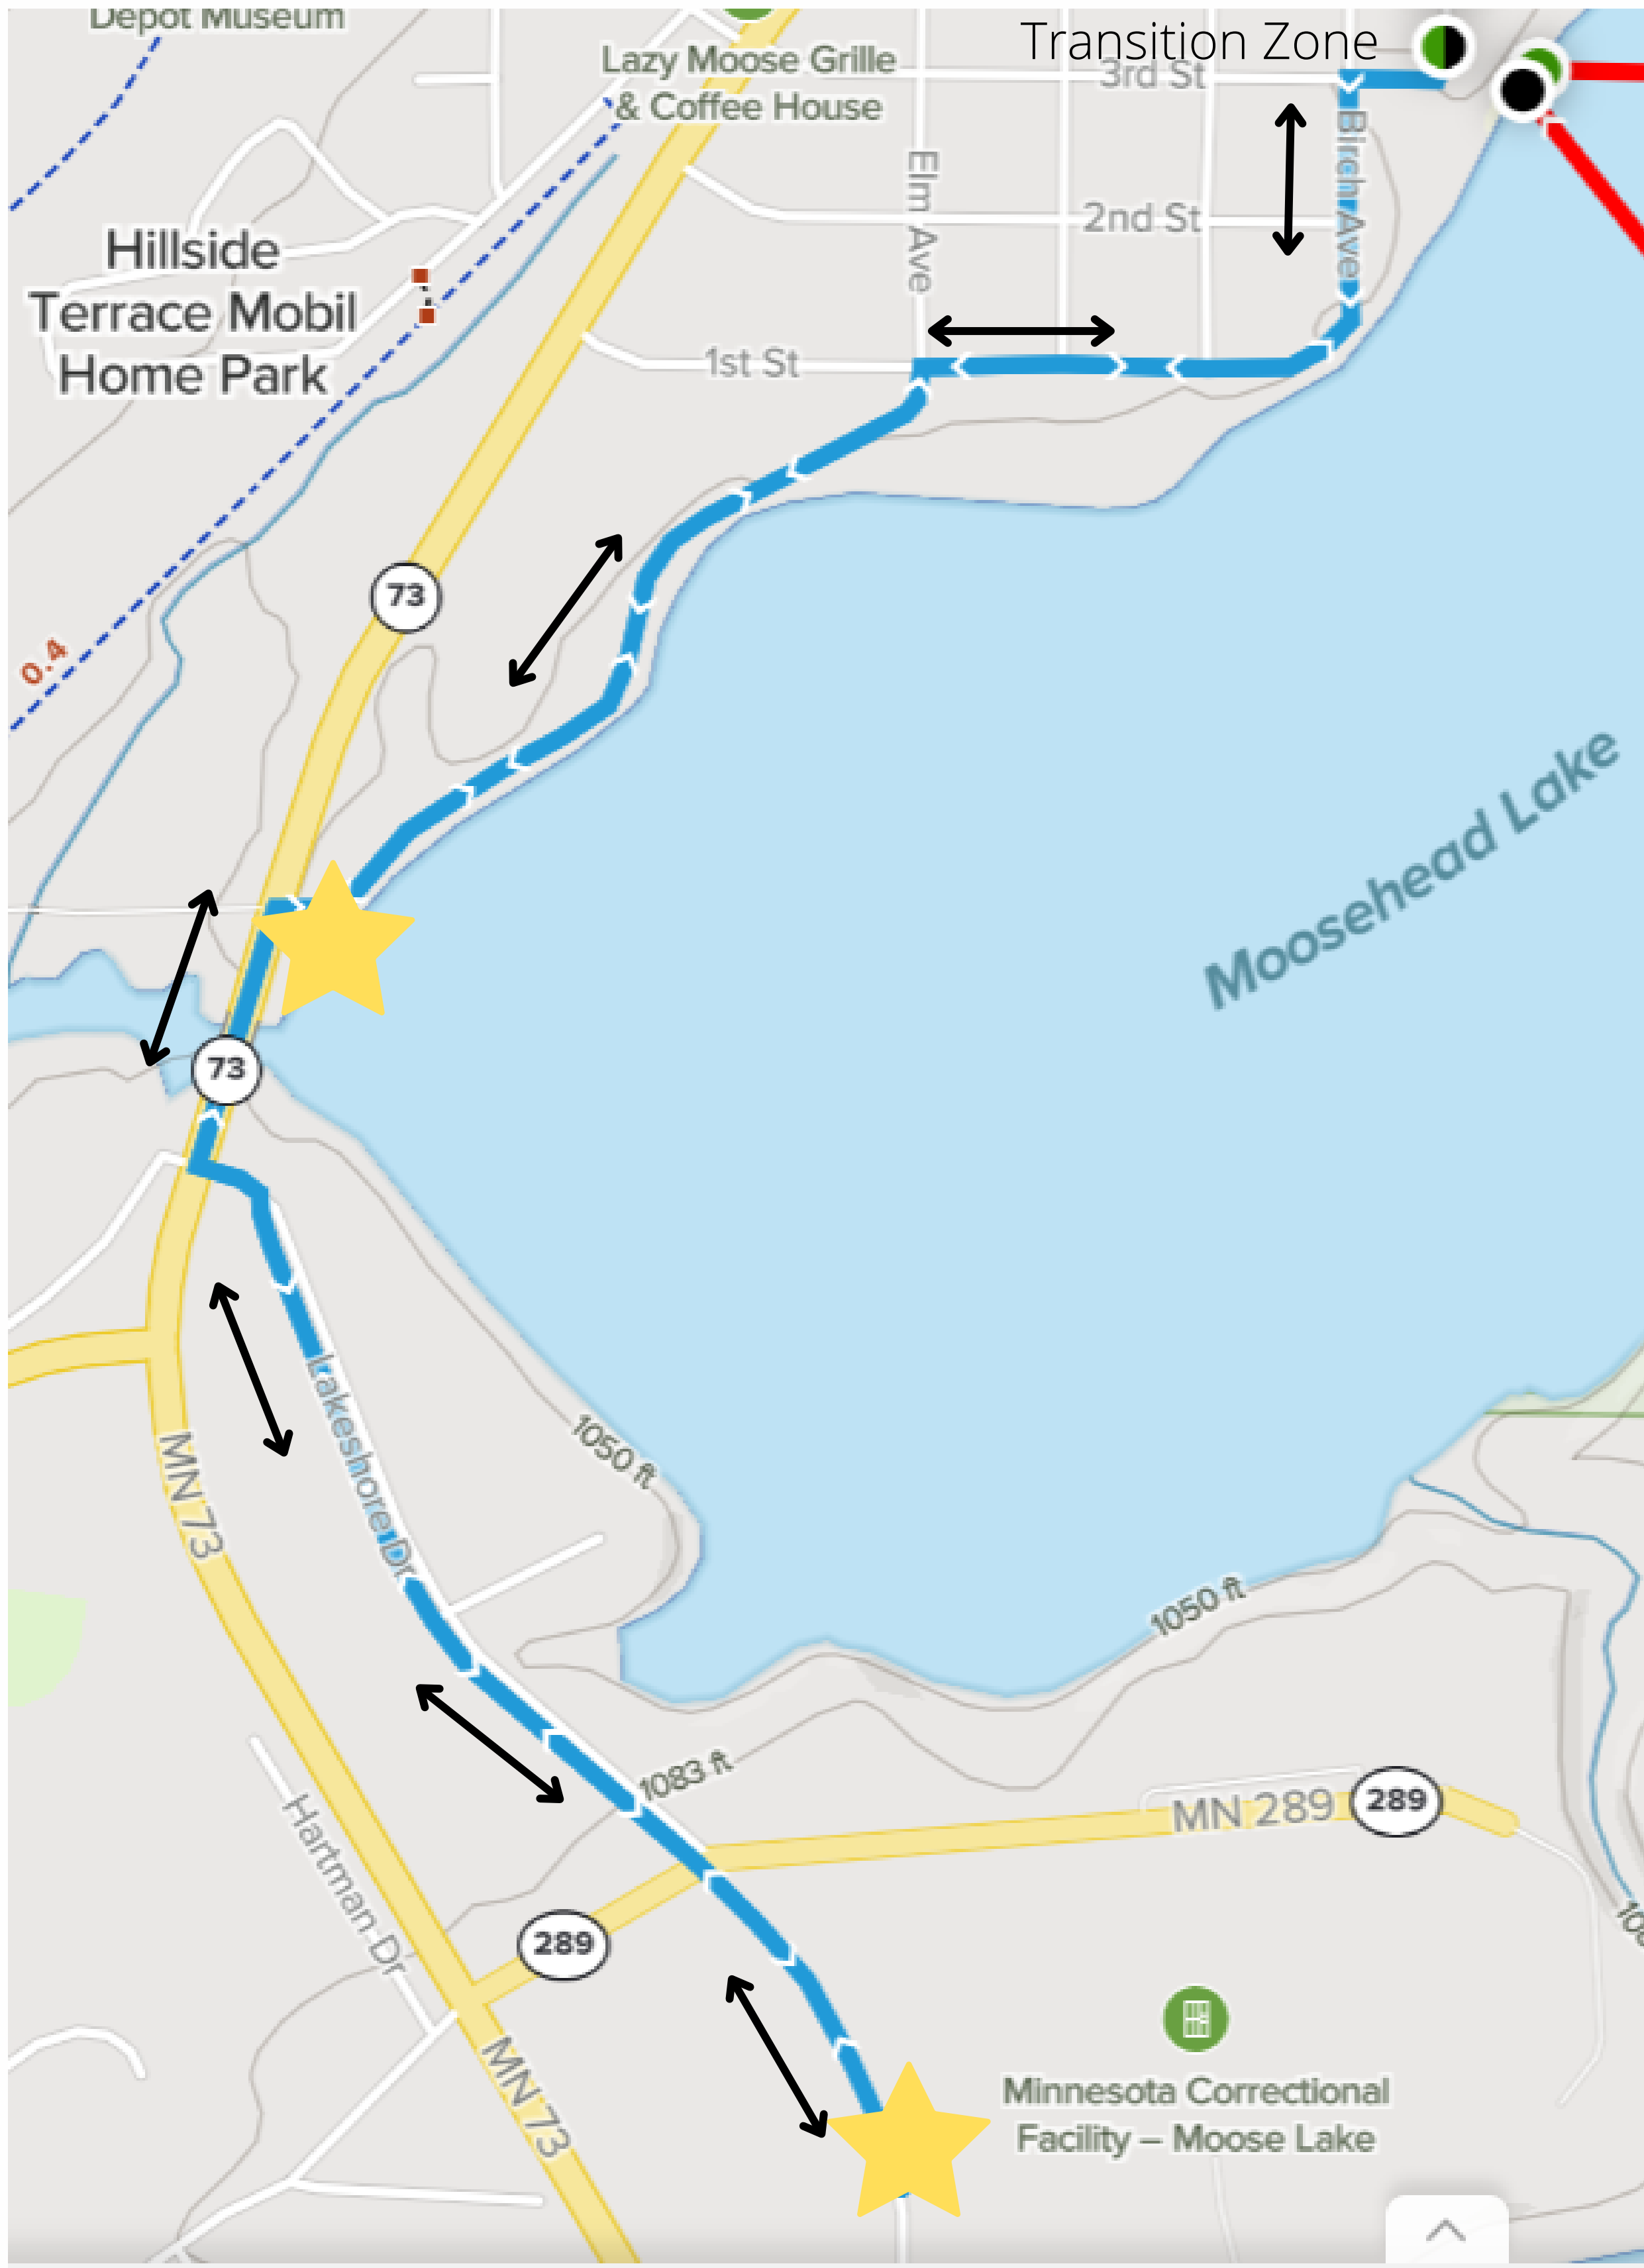 Depot Museum
Transition Zone
Lazy Moose Grille
& Coffee House
3rd St
Birch Ave
Elm Ave
2nd St
Hillside
Terrace Mobil
Home Park
1st St
73
0.4
Moosehead Lake
73
Lakeshore Dr
1050 ft
MN 73
1050 ft
1083 ft
MN 289
289
Hartman Dr
289
MN 73
Minnesota Correctional
Facility – Moose Lake